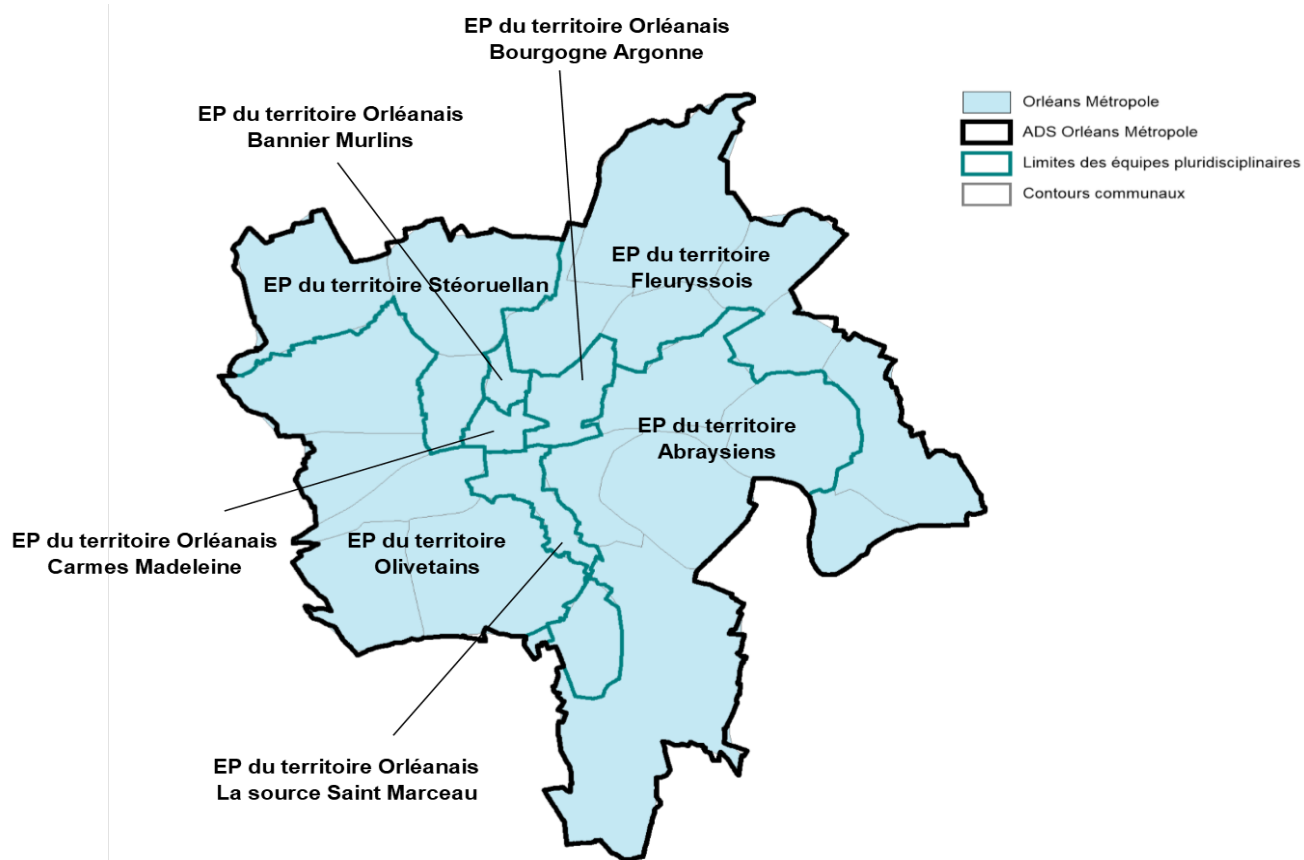 EP du territoire Orléanais
Bourgogne Argonne
EP du territoire Orléanais
Bannier Murlins
Orléans Métropole
ADS Orléans Métropole
Limites des équipes pluridisciplinaires
Contours communaux
EP du territoire
Fleuryssois
EP du territoire Stéoruellan
EP du territoire
Abraysiens
EP du territoire Orléanais
Carmes Madeleine
EP du territoire
Olivetains
EP du territoire Orléanais
La source Saint Marceau